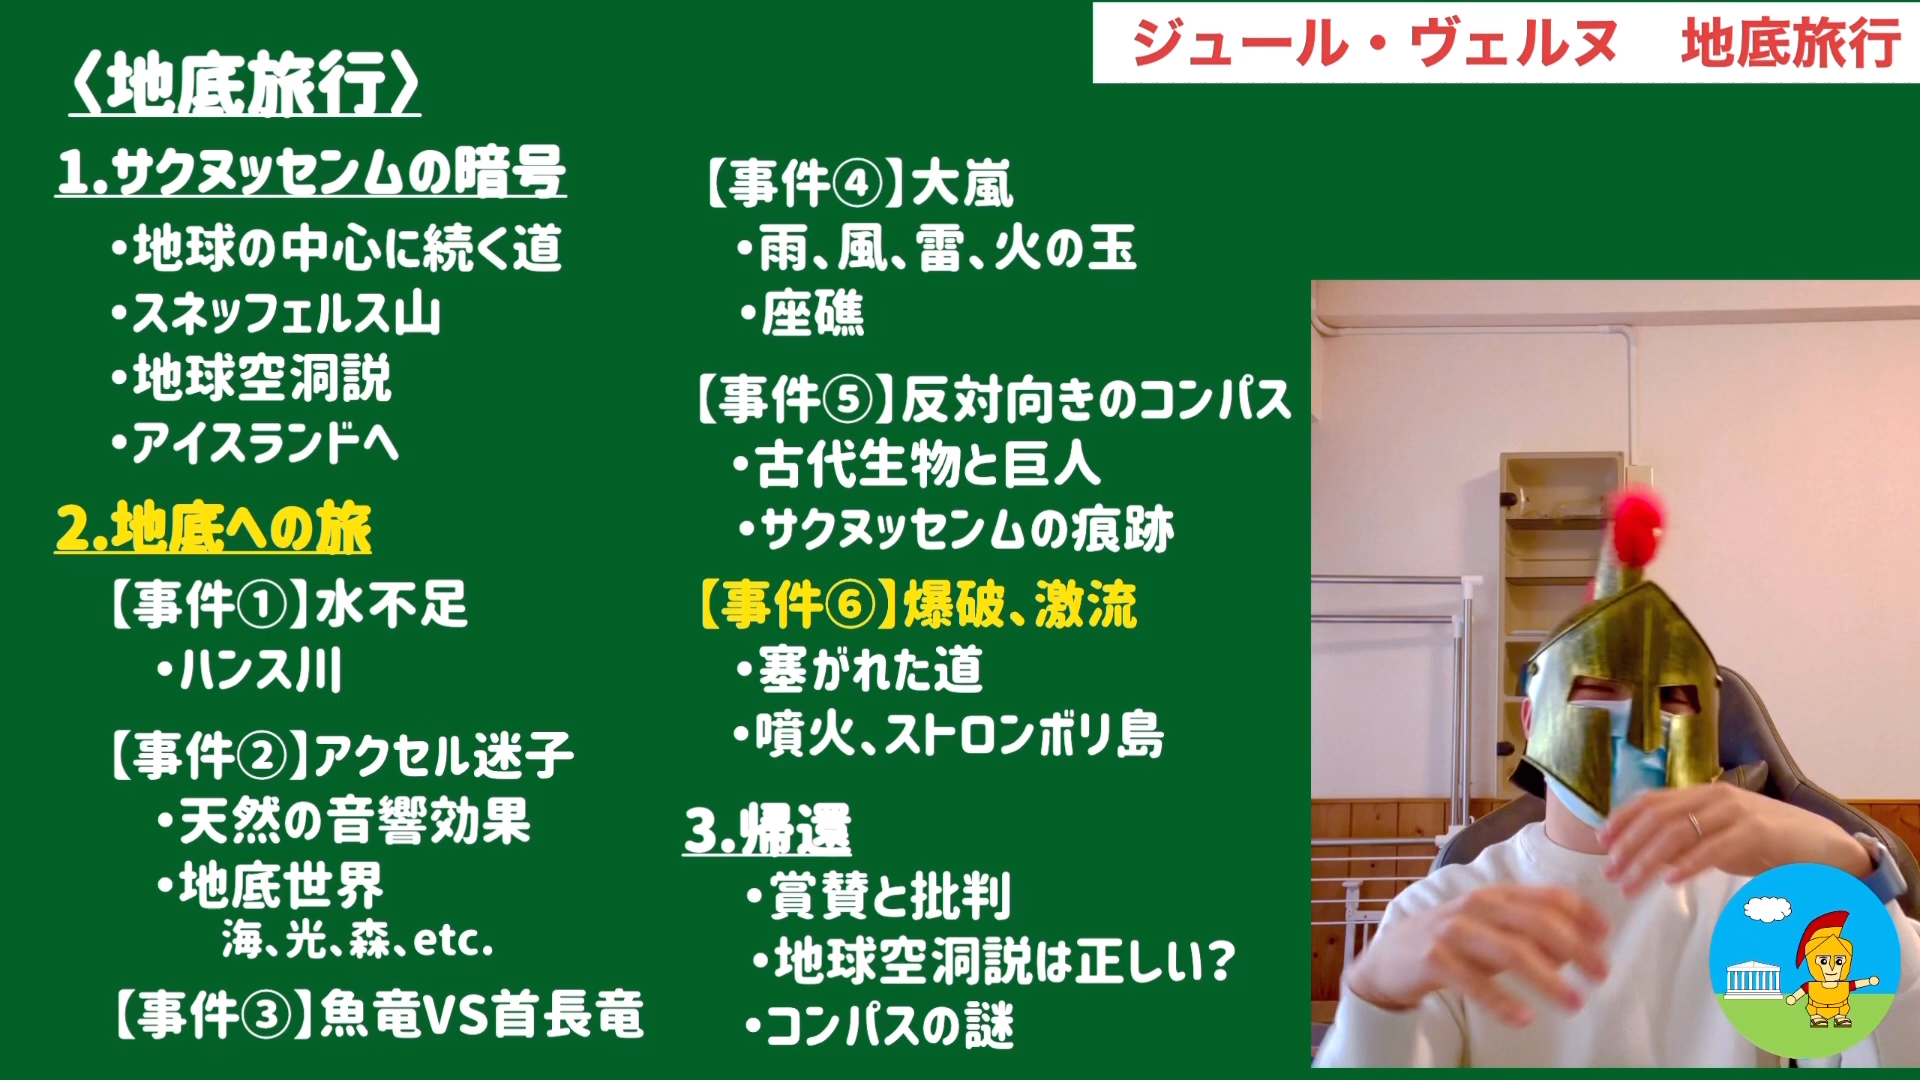 ジュール・ヴェルヌ　地底旅行
〈地底旅行〉
1.サクヌッセンムの暗号
・地球の中心に続く道
・スネッフェルス山
・地球空洞説
・アイスランドへ
2.地底への旅
【事件①】水不足
・ハンス川
【事件②】アクセル迷子
・天然の音響効果
・地底世界
海、光、森、etc.
【事件③】魚竜VS首長竜
【事件④】大嵐
・雨、風、雷、火の玉
・座礁
【事件⑤】反対向きのコンパス
・古代生物と巨人
・サクヌッセンムの痕跡
【事件⑥】爆破、激流
・塞がれた道
・噴火、ストロンボリ島
3.帰還
・賞賛と批判
・地球空洞説は正しい?
・コンパスの謎